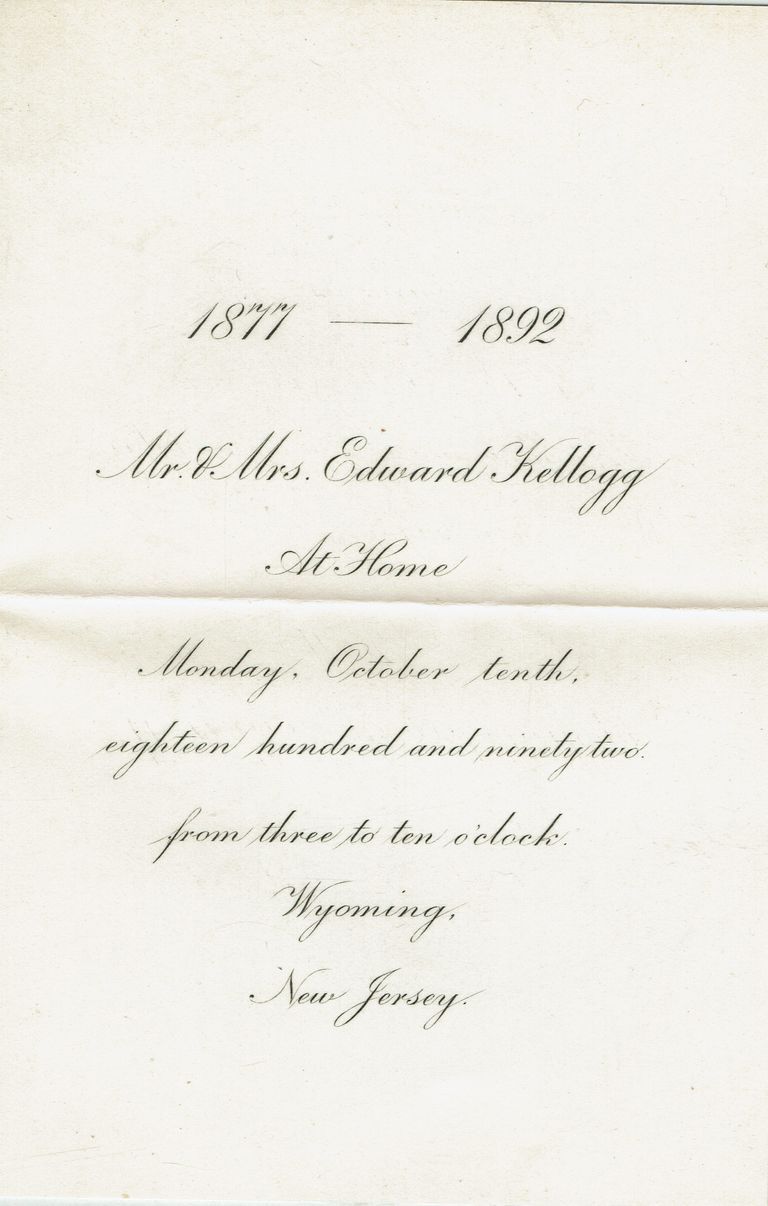 1877 — 1892
Mr. & Mrs. Edward Kellogg
At Home
Monday, October tenth,
eighteen hundred and ninety two.
from three to ten o'clock.
Wyoming,
New Jersey.